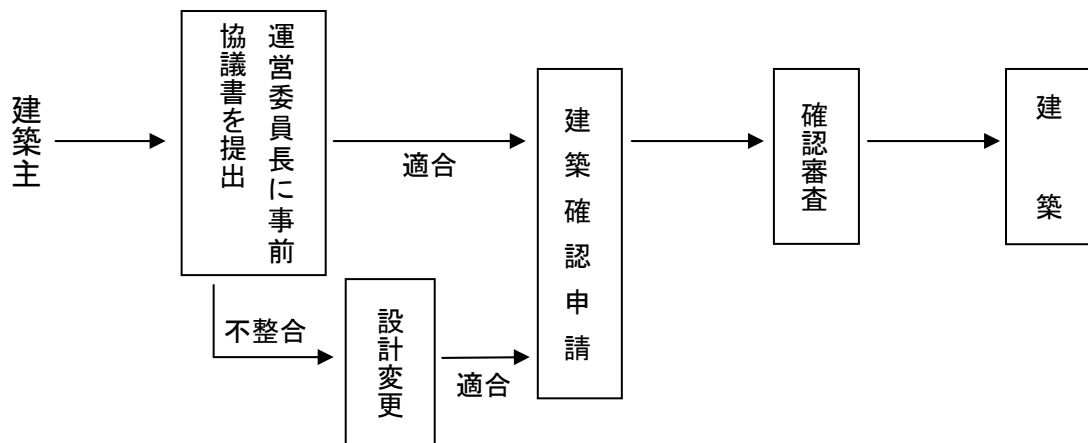 建築主
運営委員長に事前
協議書を提出
適合
不整合
設計変更
適合
建築確認申請
確認審査
建築